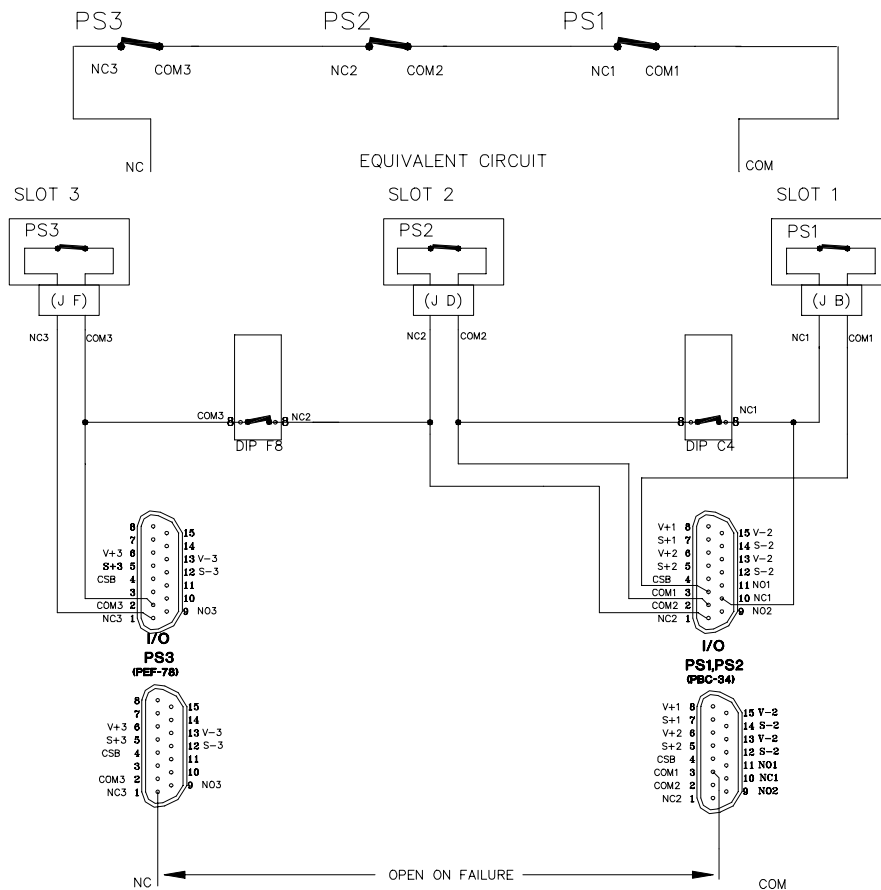 PS3 PS2 PS1
NC3 COM3 NC2 COM2 NC1 COM1
NC EQUIVALENT CIRCUIT COM
SLOT 3 SLOT 2 SLOT 1
PS3 PS2 PS1
(J F) (J D) (J B)
NC3 COM3 NC2 COM2 NC1 COM1
COM3 8 8 NC2 8 NC1 8
DIP F8 DIP C4
8 15
7 14
V+3 6 13 V-3
S+3 5 12 S-3
CSB 4 11
3 10
COM3 2 9 NO3
NC3 1
I/O
PS3
(PEF-78)
V+1 8 15 V-2
S+1 7 14 S-2
V+2 6 13 V-2
S+2 5 12 S-2
CSB 4 11 NO1
COM1 3 10 NC1
COM2 2 9 NO2
NC2 1
I/O
PS1,PS2
(PBC-34)
8 15
7 14
V+3 6 13 V-3
S+3 5 12 S-3
CSB 4 11
3 10
COM3 2 9 NO3
NC3 1
V+1 8 15 V-2
S+1 7 14 S-2
V+2 6 13 V-2
S+2 5 12 S-2
CSB 4 11 NO1
COM1 3 10 NC1
COM2 2 9 NO2
NC2 1
NC OPEN ON FAILURE COM